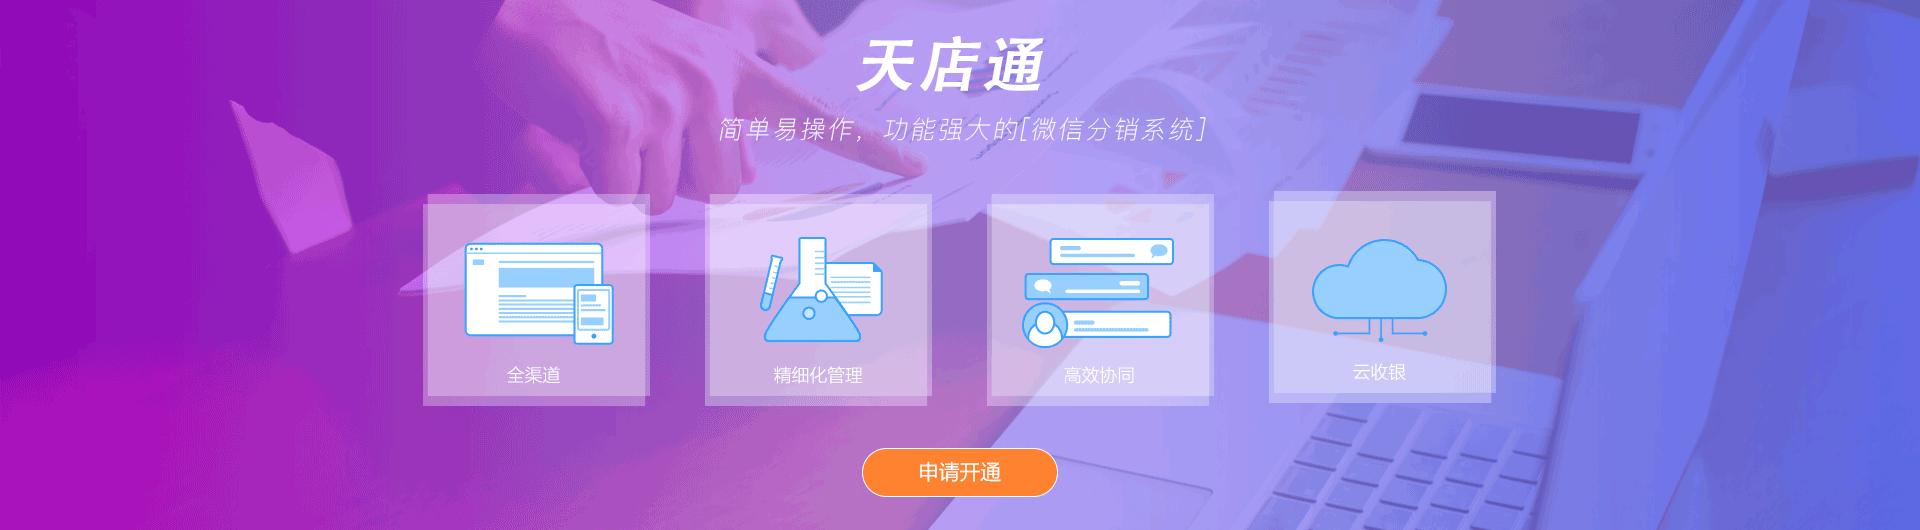 天店通
简单易操作，功能强大的[微信分销系统]
全渠道
精细化管理
高效协同
云收银
申请开通